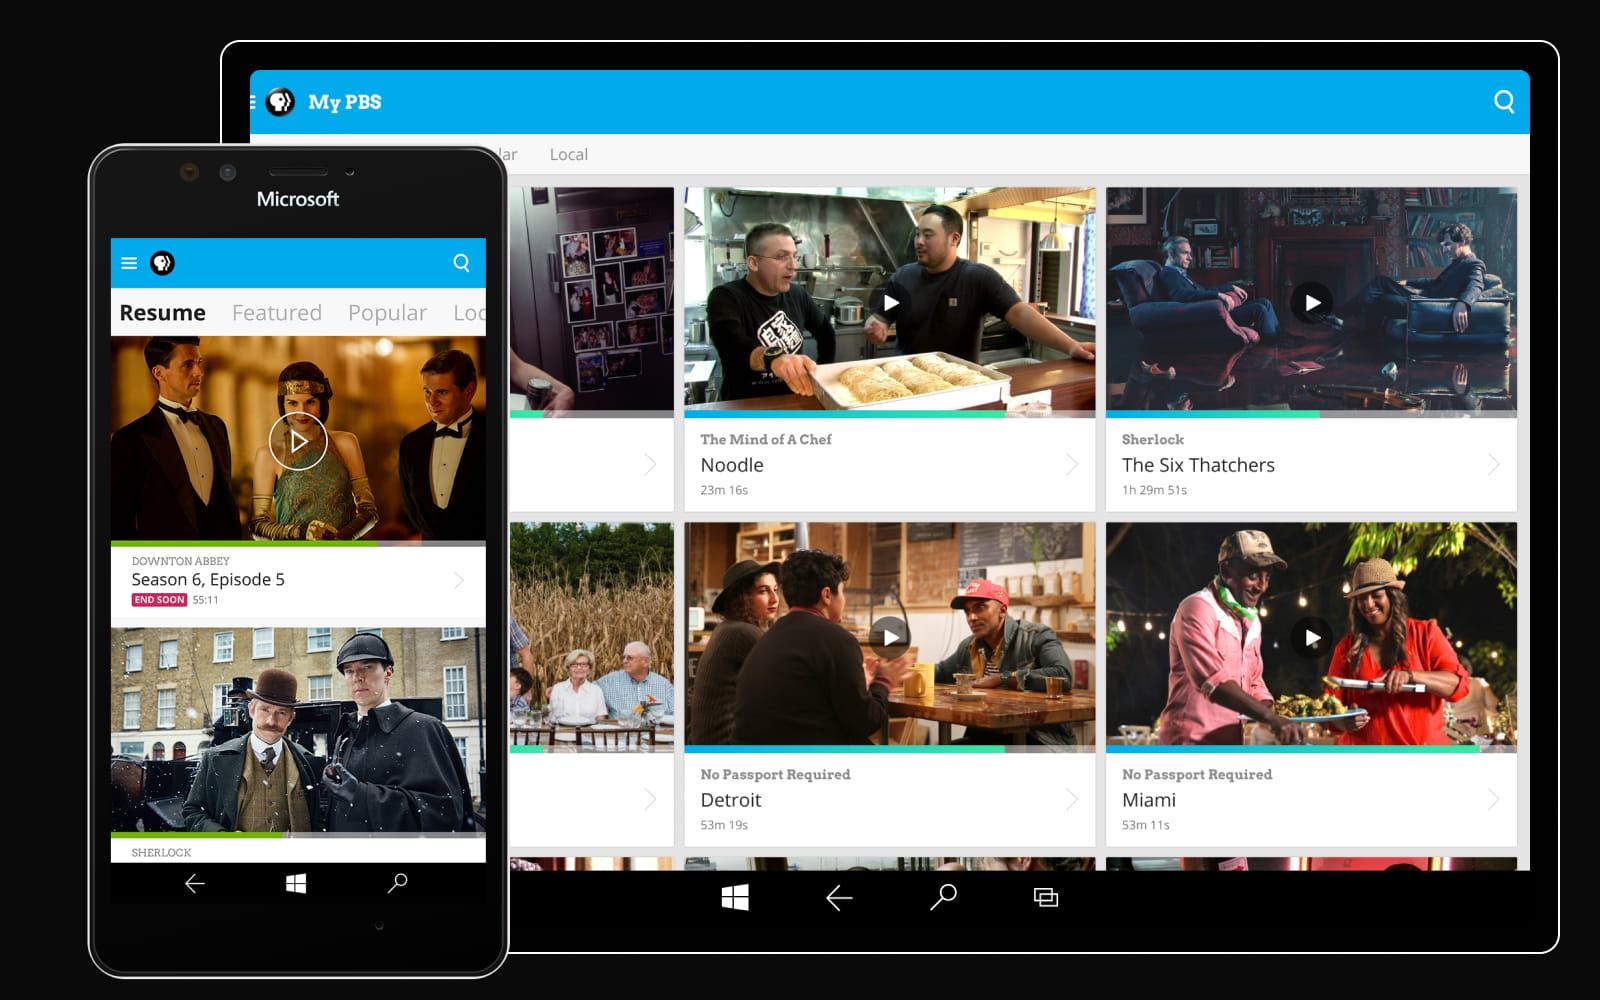 My PBS
lar Local
The Mind of A Chef
Noodle
23m 16s
Sherlock
The Six Thatchers
1h 29m 51s
No Passport Required
Detroit
53m 19s
No Passport Required
Miami
53m 11s
Microsoft
Resume Featured Popular Loc
DOWNTON ABBEY
Season 6, Episode 5
END SOON 55:11
SHERLOCK